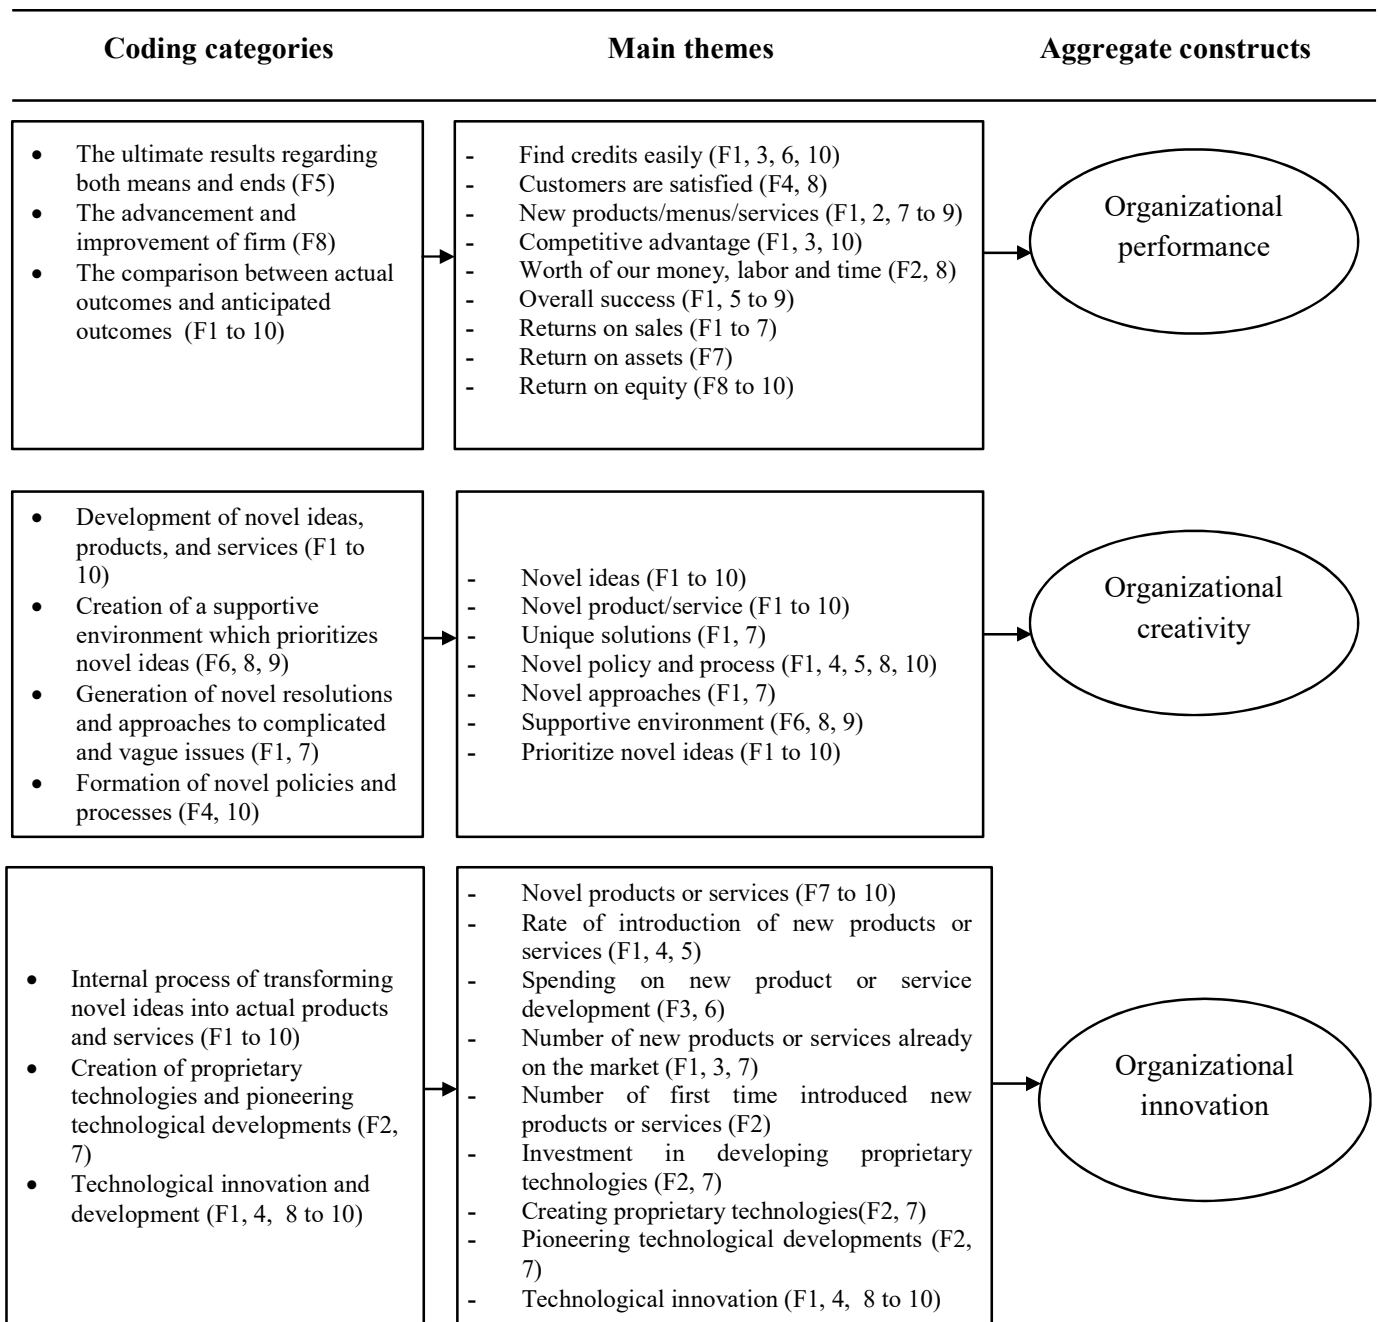 Coding categories
Main themes
Aggregate constructs
• The ultimate results regarding
both means and ends (F5)
• The advancement and
improvement of firm (F8)
• The comparison between actual
outcomes and anticipated
outcomes  (F1 to 10)
- Find credits easily (F1, 3, 6, 10)
- Customers are satisfied (F4, 8)
- New products/menus/services (F1, 2, 7 to 9)
- Competitive advantage (F1, 3, 10)
- Worth of our money, labor and time (F2, 8)
- Overall success (F1, 5 to 9)
- Returns on sales (F1 to 7)
- Return on assets (F7)
- Return on equity (F8 to 10)
Organizational
performance
• Development of novel ideas,
products, and services (F1 to
10)
• Creation of a supportive
environment which prioritizes
novel ideas (F6, 8, 9)
• Generation of novel resolutions
and approaches to complicated
and vague issues (F1, 7)
• Formation of novel policies and
processes (F4, 10)
- Novel ideas (F1 to 10)
- Novel product/service (F1 to 10)
- Unique solutions (F1, 7)
- Novel policy and process (F1, 4, 5, 8, 10)
- Novel approaches (F1, 7)
- Supportive environment (F6, 8, 9)
- Prioritize novel ideas (F1 to 10)
Organizational
creativity
• Internal process of transforming
novel ideas into actual products
and services (F1 to 10)
• Creation of proprietary
technologies and pioneering
technological developments (F2,
7)
• Technological innovation and
development (F1, 4,  8 to 10)
- Novel products or services (F7 to 10)
- Rate of introduction of new products or
services (F1, 4, 5)
- Spending on new product or service
development (F3, 6)
- Number of new products or services already
on the market (F1, 3, 7)
- Number of first time introduced new
products or services (F2)
- Investment in developing proprietary
technologies (F2, 7)
- Creating proprietary technologies(F2, 7)
- Pioneering technological developments (F2,
7)
- Technological innovation (F1, 4,  8 to 10)
Organizational
innovation